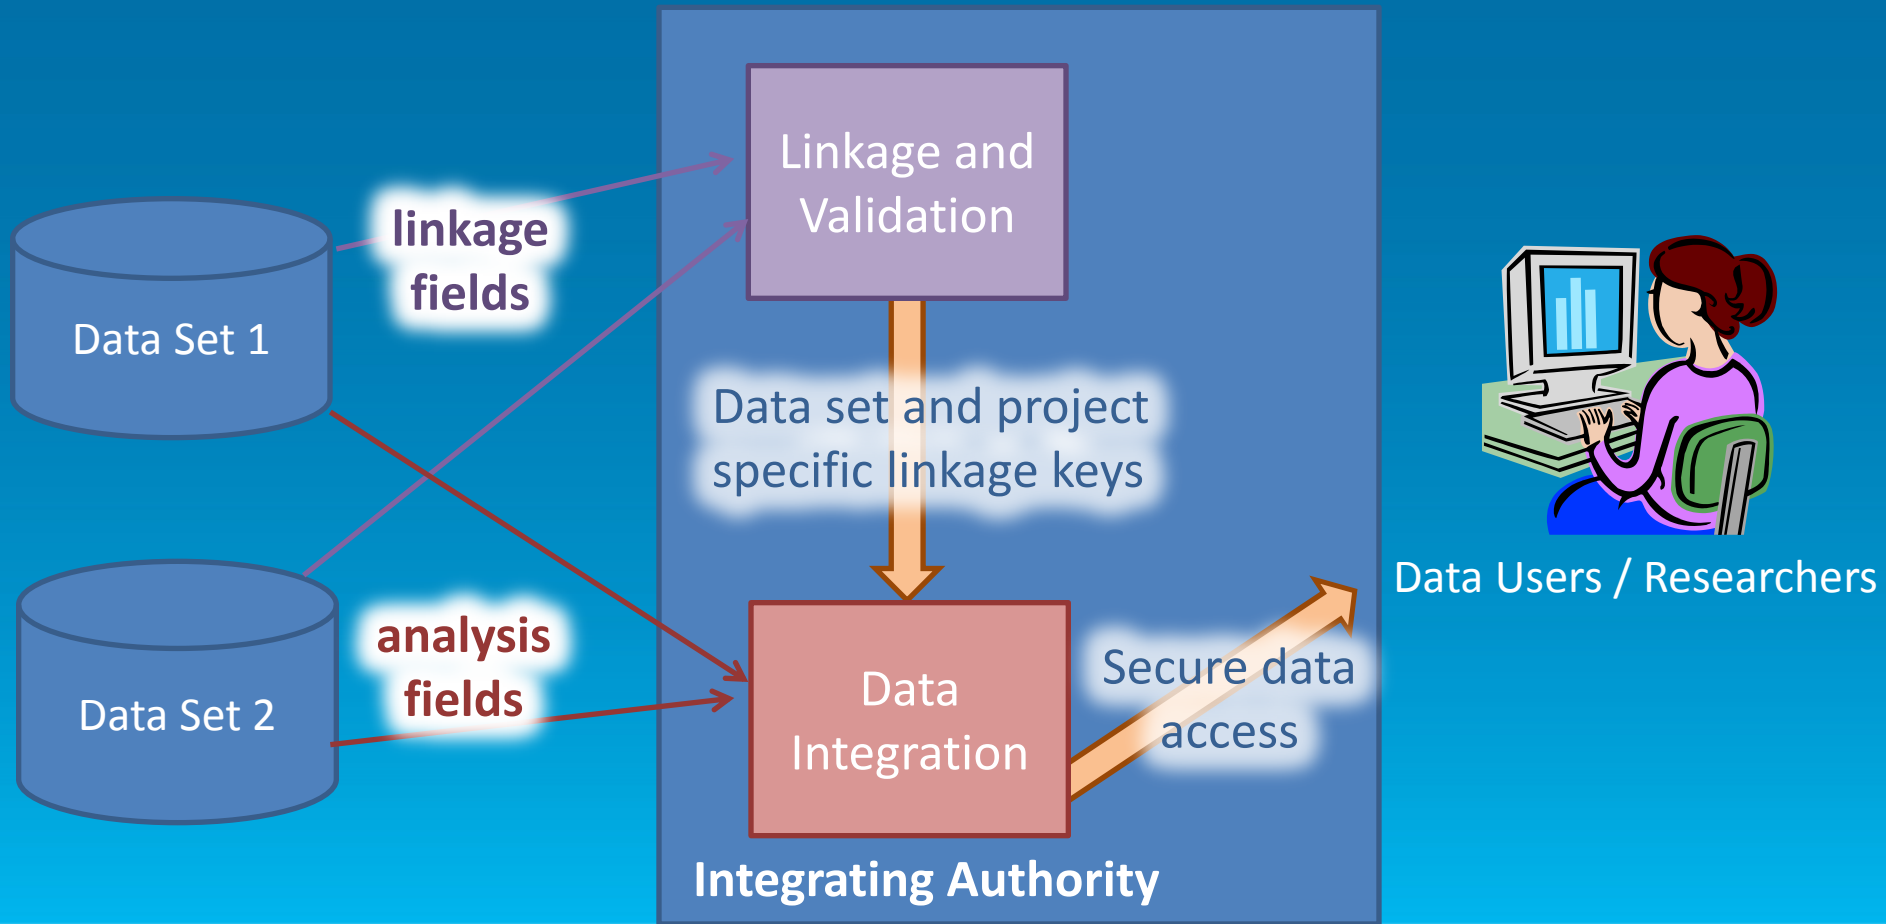 Linkage and
Validation
linkage
fields
Data Set 1
Data set and project
specific linkage keys
Data Users / Researchers
analysis
fields
Data Set 2
Secure data
access
Data
Integration
Integrating Authority